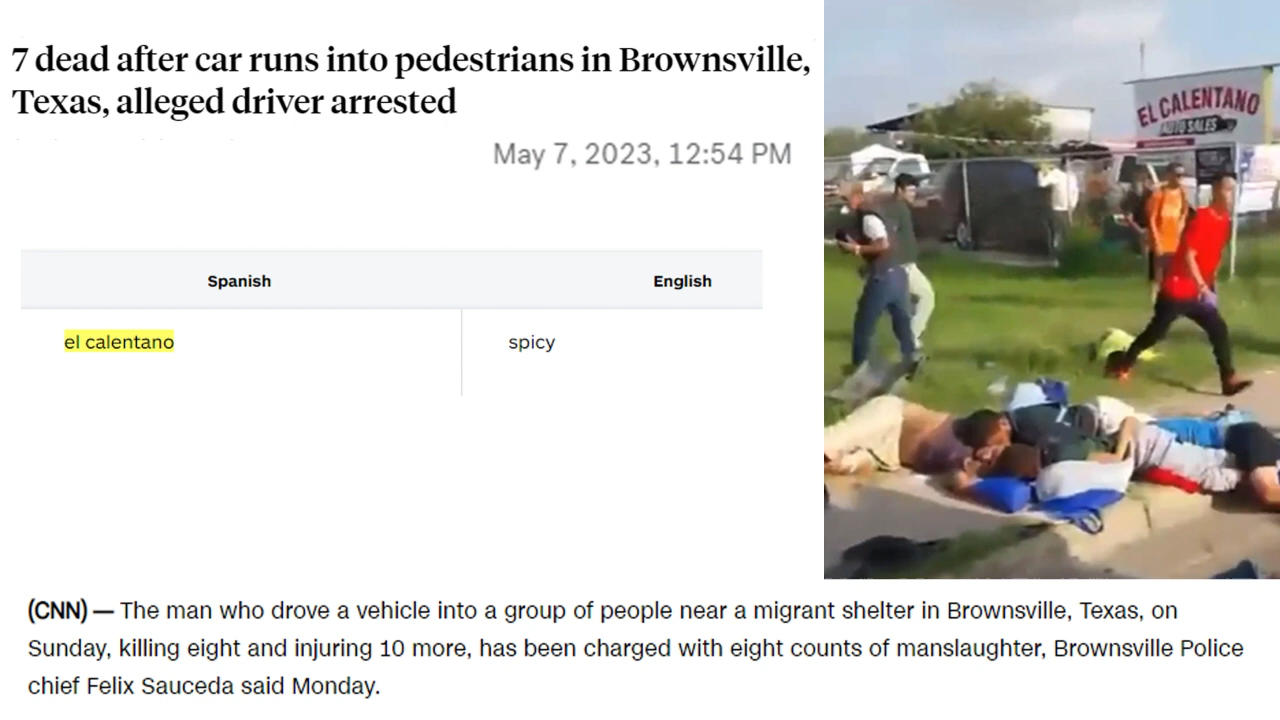 7 dead after car runs into pedestrians in Brownsville,
Texas, alleged driver arrested
May 7, 2023, 12:54 PM
EL CALENTANO
AUTO SALES
Spanish English
el calentano spicy
(CNN) — The man who drove a vehicle into a group of people near a migrant shelter in Brownsville, Texas, on
Sunday, killing eight and injuring 10 more, has been charged with eight counts of manslaughter, Brownsville Police
chief Felix Sauceda said Monday.